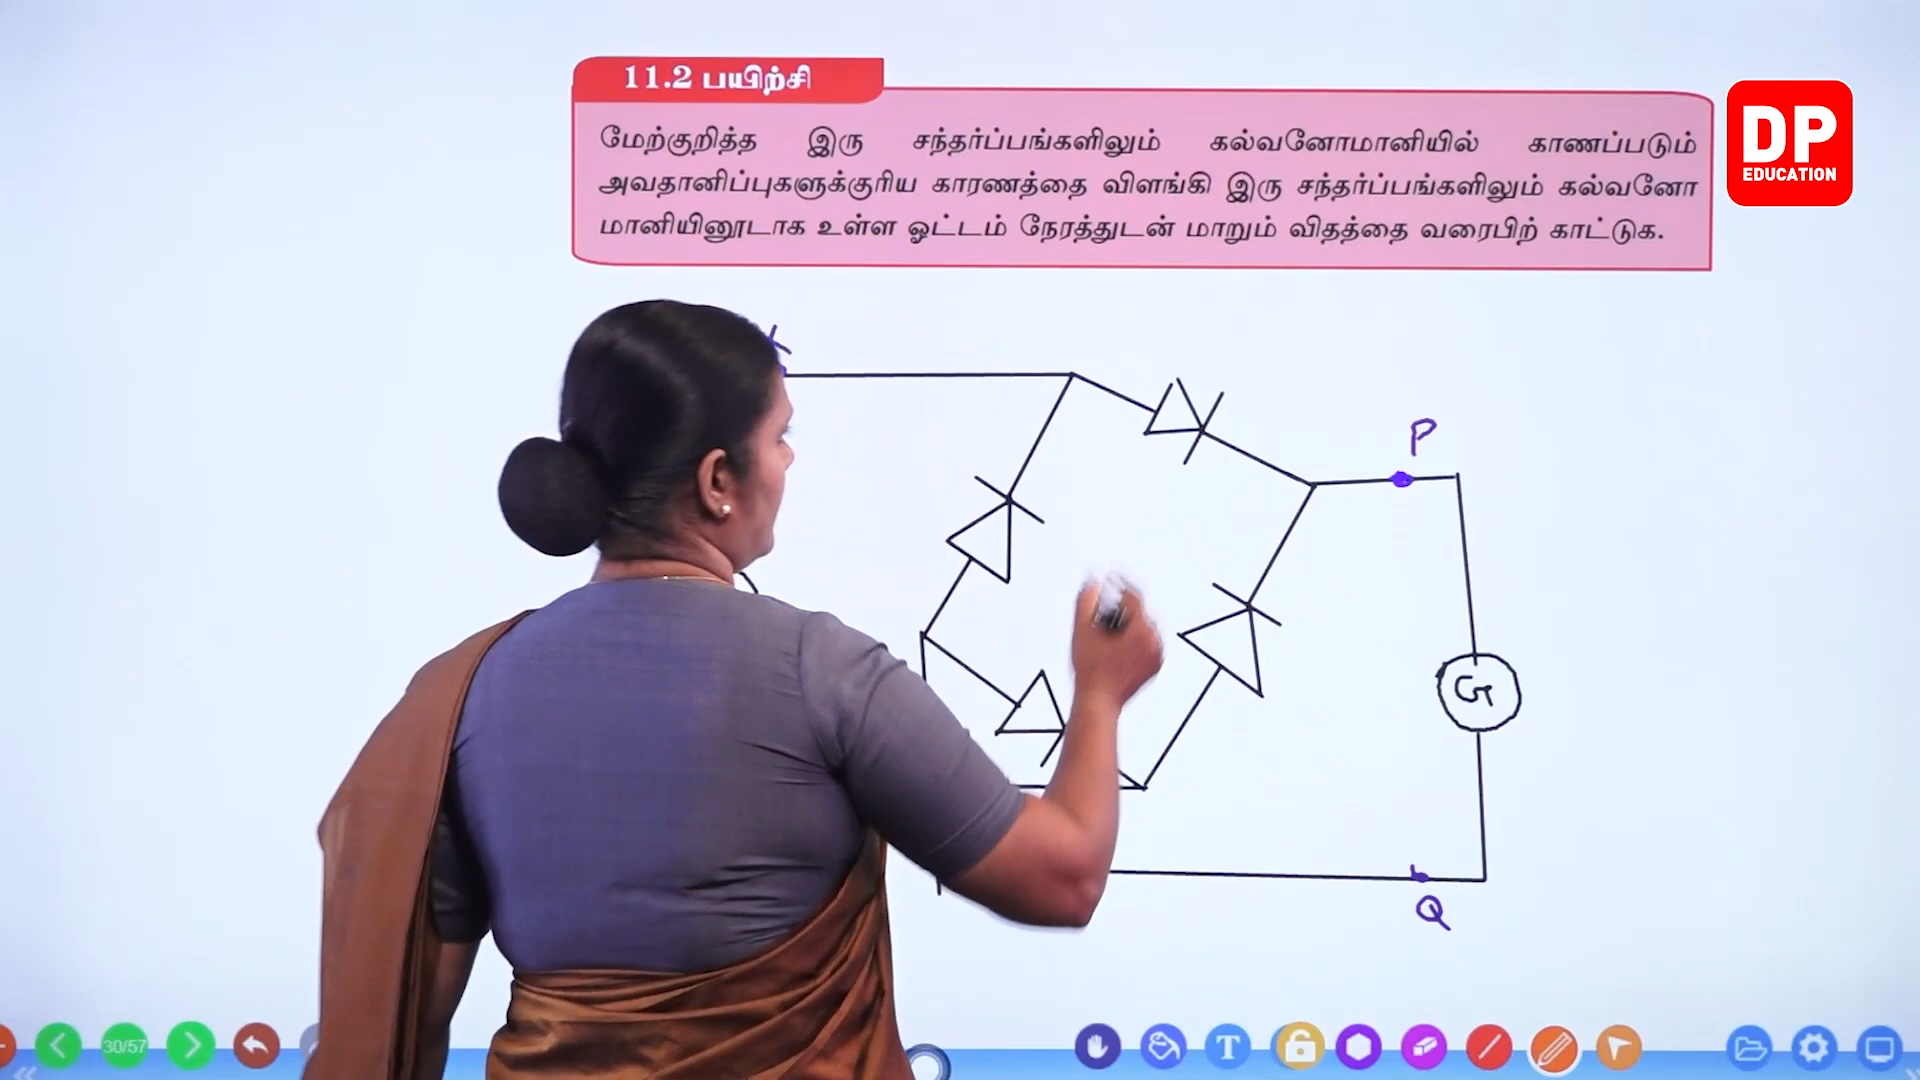 11.2 பயிற்சி
DP
EDUCATION
மேற்குறித்த இரு சந்தர்ப்பங்களிலும் கல்வனோமானியில் காணப்படும்
அவதானிப்புகளுக்குரிய காரணத்தை விளங்கி இரு சந்தர்ப்பங்களிலும் கல்வனோ
மானியினூடாக உள்ள ஓட்டம் நேரத்துடன் மாறும் விதத்தை வரைபிற் காட்டுக.
P
G
Q
30/57
T